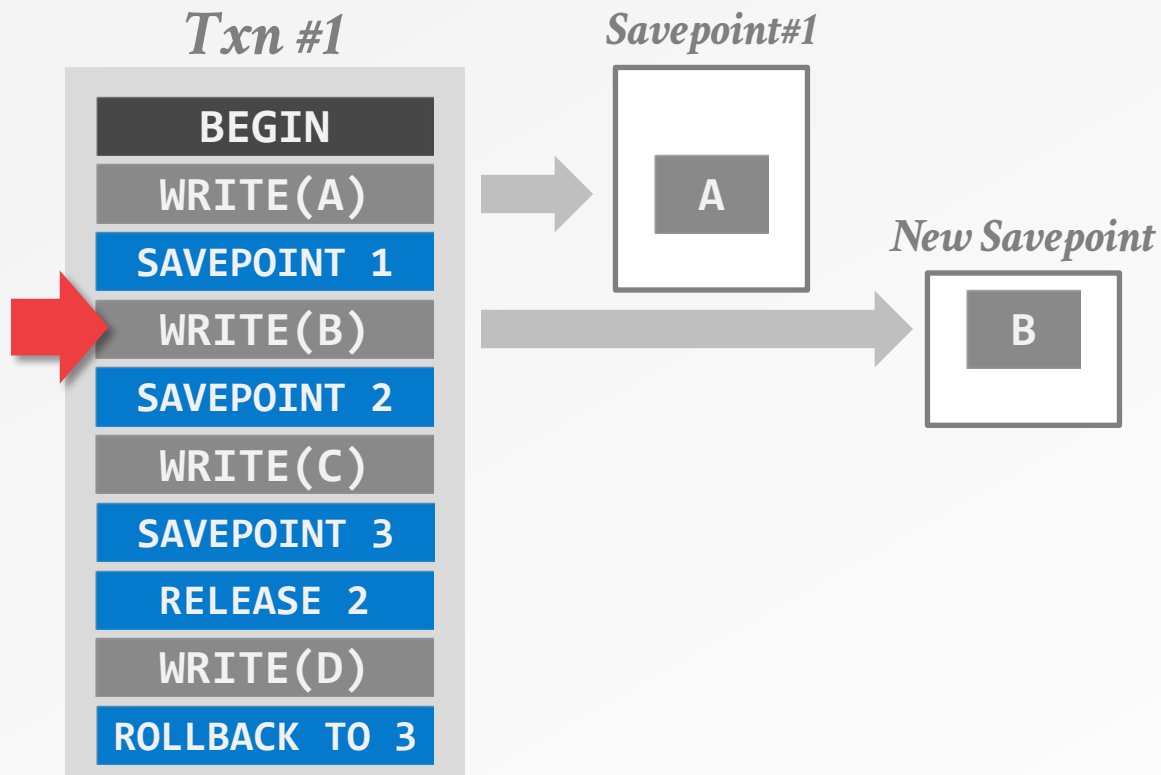 Txn #1
BEGIN
WRITE(A)
SAVEPOINT 1
WRITE(B)
SAVEPOINT 2
WRITE(C)
SAVEPOINT 3
RELEASE 2
WRITE(D)
ROLLBACK TO 3
Savepoint#1
A
New Savepoint
B